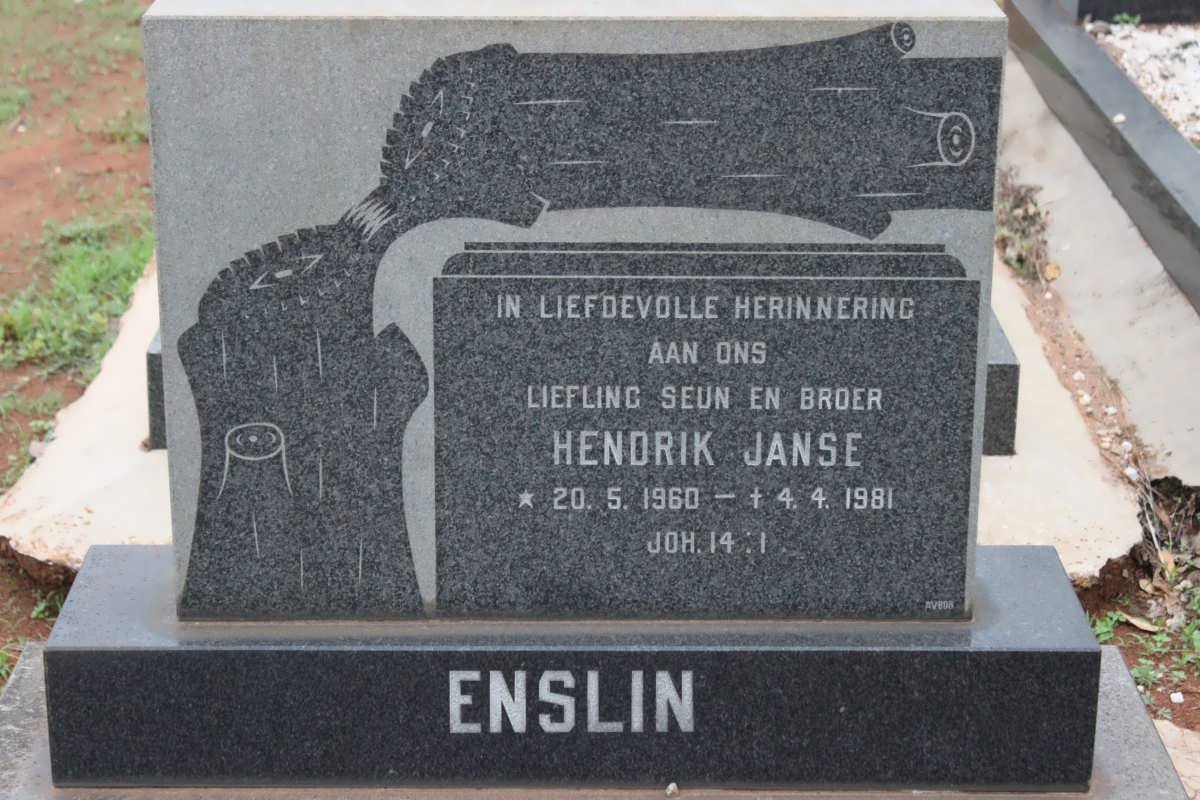 IN LIEFDEVOLLE HERINNERING
AAN ONS
LIEFLING SEUN EN BROER
HENDRIK JANSE
★ 20. 5. 1960 — † 4. 4. 1981
JOH. 14:1
ENSLIN